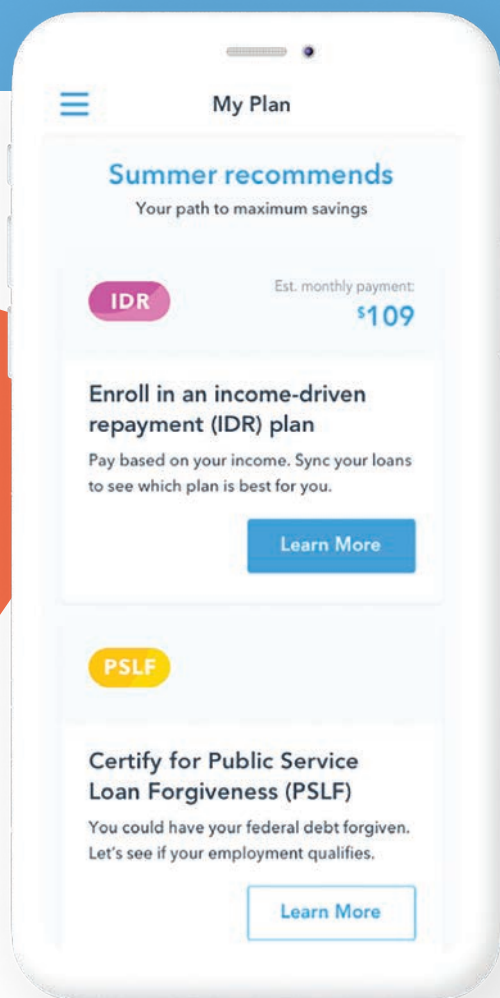 My Plan
Summer recommends
Your path to maximum savings
IDR
Est. monthly payment:
$109
Enroll in an income-driven
repayment (IDR) plan
Pay based on your income. Sync your loans
to see which plan is best for you.
Learn More
PSLF
Certify for Public Service
Loan Forgiveness (PSLF)
You could have your federal debt forgiven.
Let's see if your employment qualifies.
Learn More